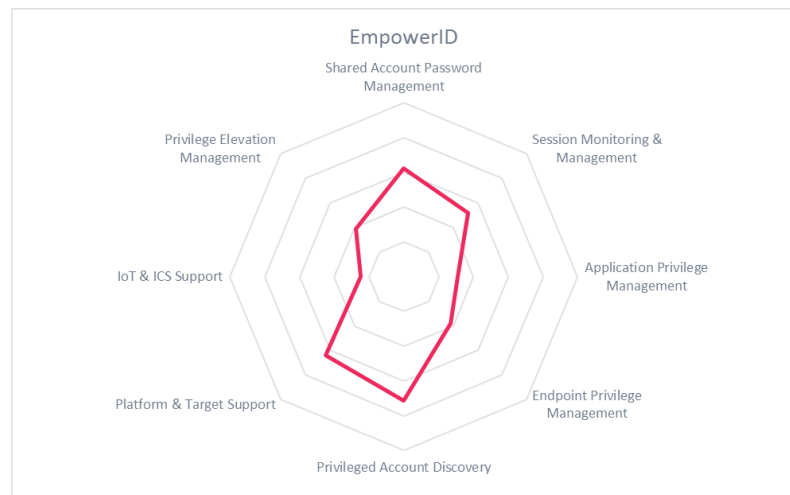 EmpowerID
Shared Account Password
Management
Session Monitoring &
Management
Application Privilege
Management
Endpoint Privilege
Management
Privileged Account Discovery
Platform & Target Support
IoT & ICS Support
Privilege Elevation
Management